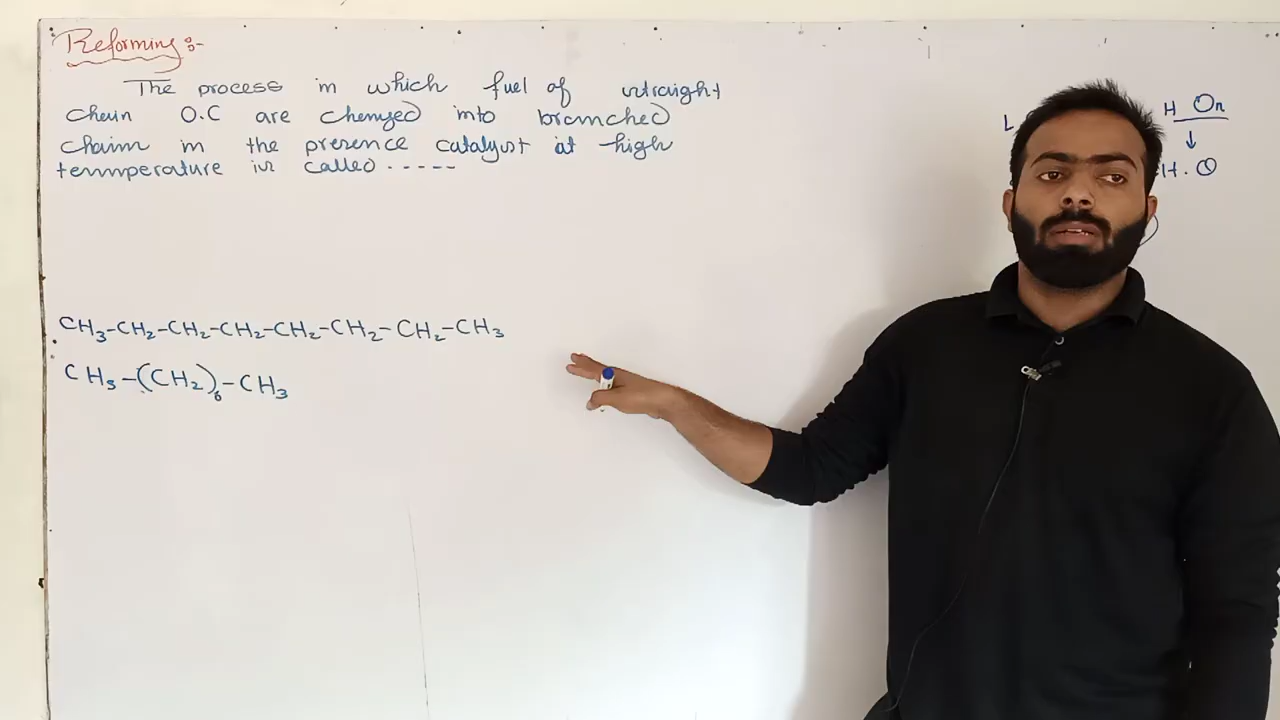 Reforming :-
The process in which fuel of straight
chain O.C are changed into branched
chain in the presence catalyst at high
temperature is called -----
CH₃-CH₂-CH₂-CH₂-CH₂-CH₂-CH₂-CH₃
CH₃-(CH₂)₆-CH₃
L
H On
↓
H.O